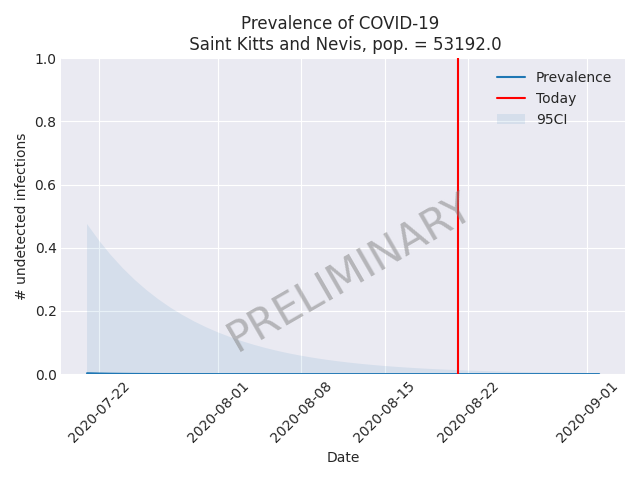 Prevalence of COVID-19
Saint Kitts and Nevis, pop. = 53192.0
1.0
0.8
0.6
0.4
0.2
0.0
# undetected infections
Prevalence
Today
95CI
PRELIMINARY
2020-07-22
2020-08-01
2020-08-08
2020-08-15
2020-08-22
2020-09-01
Date